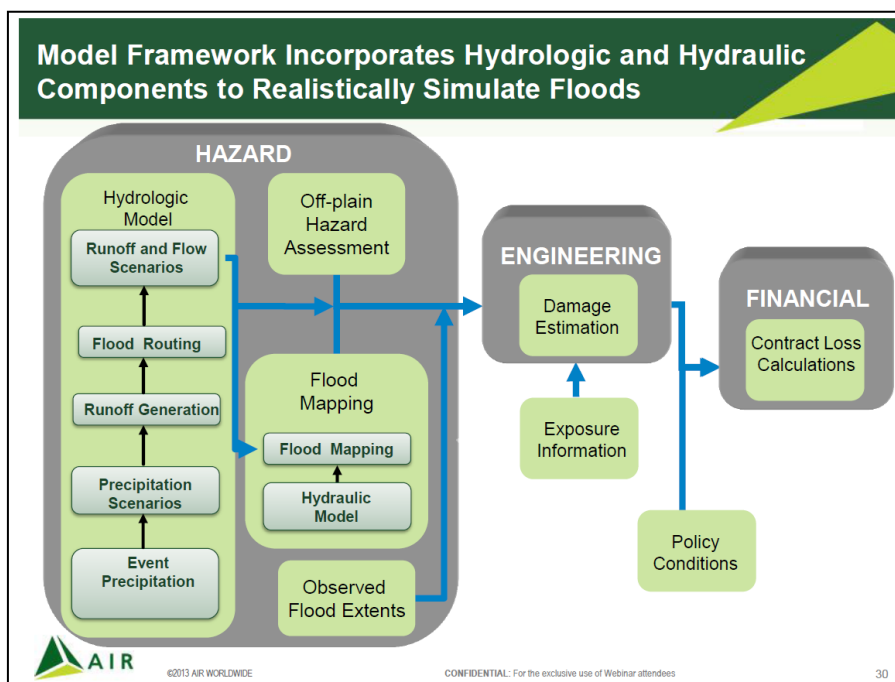 Model Framework Incorporates Hydrologic and Hydraulic
Components to Realistically Simulate Floods
HAZARD
Hydrologic
Model
Runoff and Flow
Scenarios
Flood Routing
Runoff Generation
Precipitation
Scenarios
Event
Precipitation
Off-plain
Hazard
Assessment
Flood
Mapping
Flood Mapping
Hydraulic
Model
Observed
Flood Extents
ENGINEERING
Damage
Estimation
Exposure
Information
FINANCIAL
Contract Loss
Calculations
Policy
Conditions
AIR
©2013 AIR WORLDWIDE
CONFIDENTIAL: For the exclusive use of Webinar attendees
30